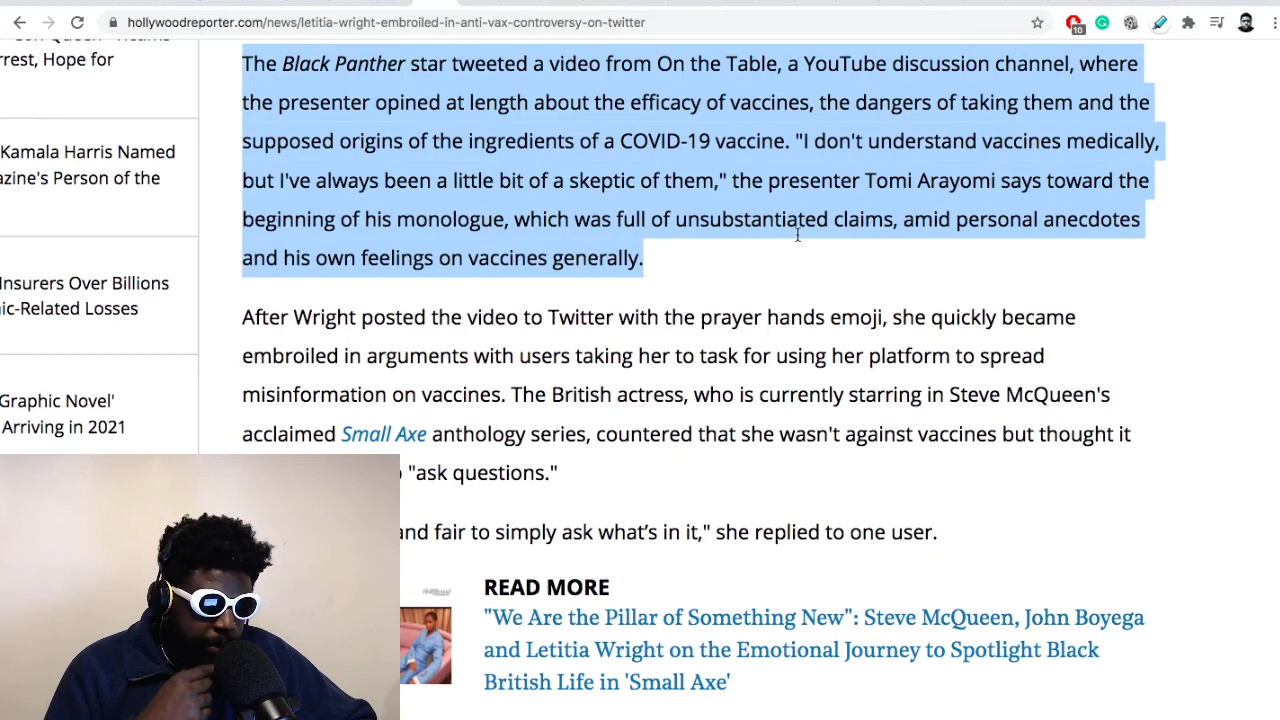 hollywoodreporter.com/news/letitia-wright-embroiled-in-anti-vax-controversy-on-twitter
10
rrest, Hope for
Kamala Harris Named
azine's Person of the
Insurers Over Billions
ic-Related Losses
Graphic Novel'
Arriving in 2021
The Black Panther star tweeted a video from On the Table, a YouTube discussion channel, where
the presenter opined at length about the efficacy of vaccines, the dangers of taking them and the
supposed origins of the ingredients of a COVID-19 vaccine. "I don't understand vaccines medically,
but I've always been a little bit of a skeptic of them," the presenter Tomi Arayomi says toward the
beginning of his monologue, which was full of unsubstantiated claims, amid personal anecdotes
and his own feelings on vaccines generally.
After Wright posted the video to Twitter with the prayer hands emoji, she quickly became
embroiled in arguments with users taking her to task for using her platform to spread
misinformation on vaccines. The British actress, who is currently starring in Steve McQueen's
acclaimed Small Axe anthology series, countered that she wasn't against vaccines but thought it
"ask questions."
and fair to simply ask what's in it," she replied to one user.
READ MORE
"We Are the Pillar of Something New": Steve McQueen, John Boyega
and Letitia Wright on the Emotional Journey to Spotlight Black
British Life in 'Small Axe'